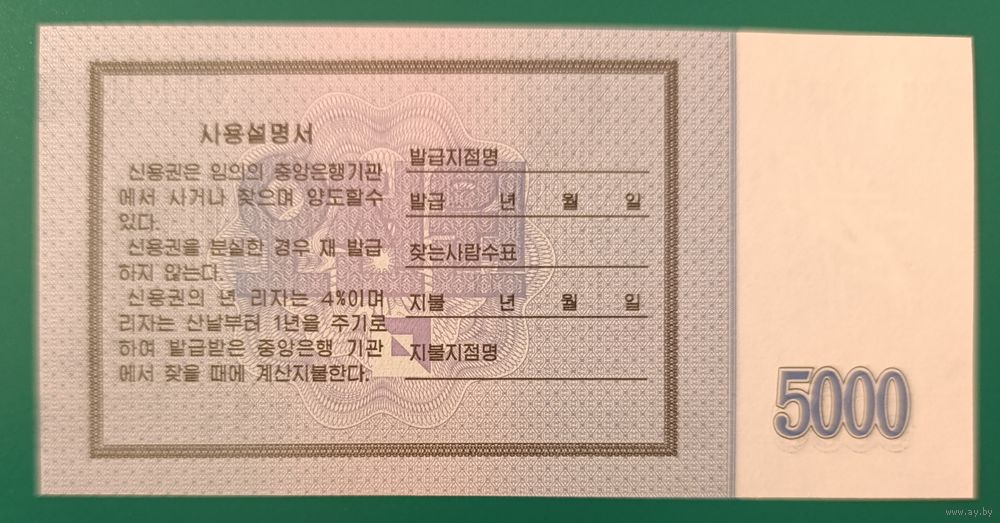 사용설명서
신용권은 임의의 중앙은행기관
에서 사거나 찾으며 양도할수
있다.
신용권을 분실한 경우 재 발급
하지 않는다.
신용권의 년 리자는 4%이며
리자는 산날부터 1년을 주기로
하여 발급받은 중앙은행 기관
에서 찾을 때에 계산지불한다.
발급지점명
발급 년 월 일
찾는사람수표
지불 년 월 일
지불지점명
5000
www.ay.by